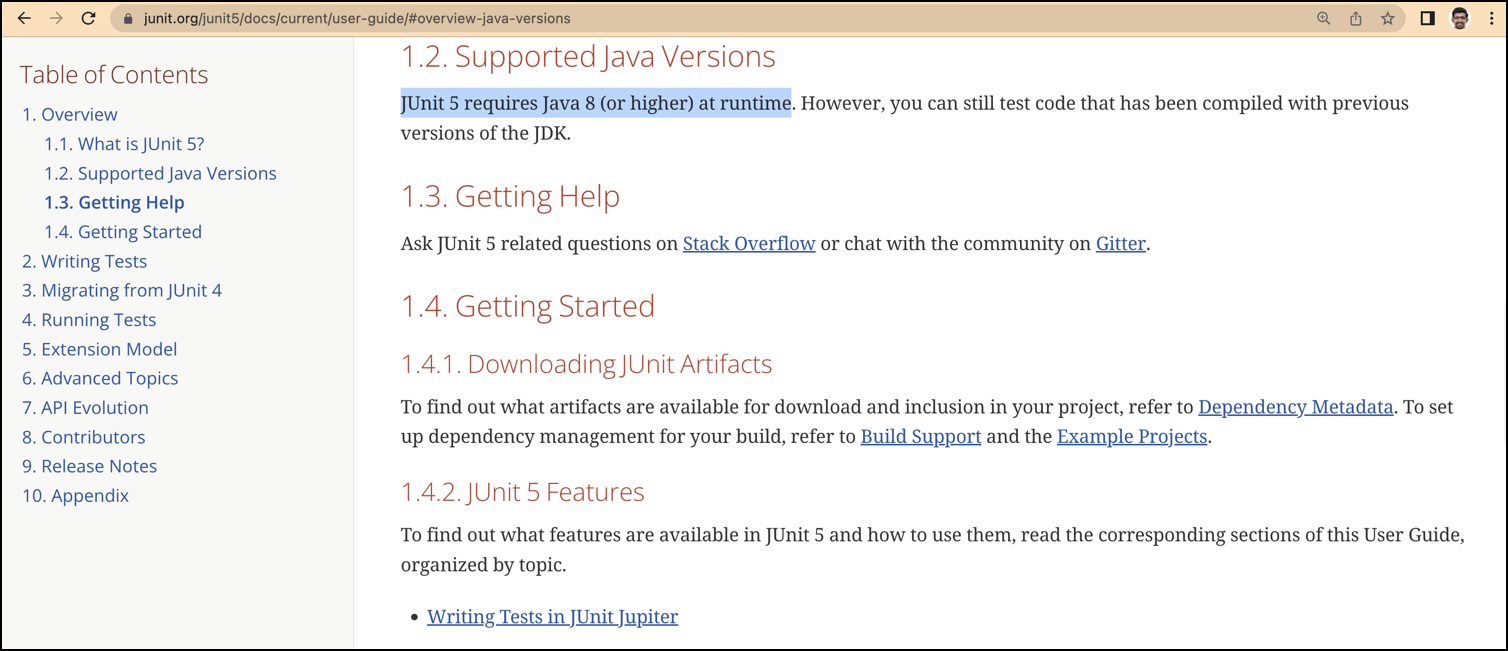 junit.org/junit5/docs/current/user-guide/#overview-java-versions
Table of Contents
1. Overview
1.1. What is JUnit 5?
1.2. Supported Java Versions
1.3. Getting Help
1.4. Getting Started
2. Writing Tests
3. Migrating from JUnit 4
4. Running Tests
5. Extension Model
6. Advanced Topics
7. API Evolution
8. Contributors
9. Release Notes
10. Appendix
1.2. Supported Java Versions
JUnit 5 requires Java 8 (or higher) at runtime. However, you can still test code that has been compiled with previous
versions of the JDK.
1.3. Getting Help
Ask JUnit 5 related questions on Stack Overflow or chat with the community on Gitter.
1.4. Getting Started
1.4.1. Downloading JUnit Artifacts
To find out what artifacts are available for download and inclusion in your project, refer to Dependency Metadata. To set
up dependency management for your build, refer to Build Support and the Example Projects.
1.4.2. JUnit 5 Features
To find out what features are available in JUnit 5 and how to use them, read the corresponding sections of this User Guide,
organized by topic.
• Writing Tests in JUnit Jupiter